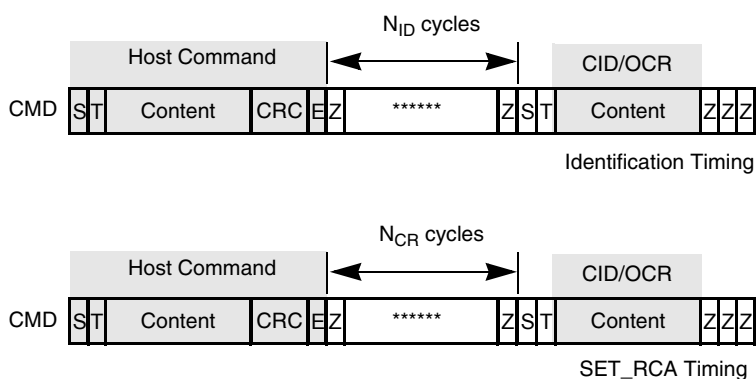 N_ID cycles
Host Command CID/OCR
CMD S T Content CRC E Z ****** Z S T Content Z Z Z
Identification Timing
N_CR cycles
Host Command CID/OCR
CMD S T Content CRC E Z ****** Z S T Content Z Z Z
SET_RCA Timing